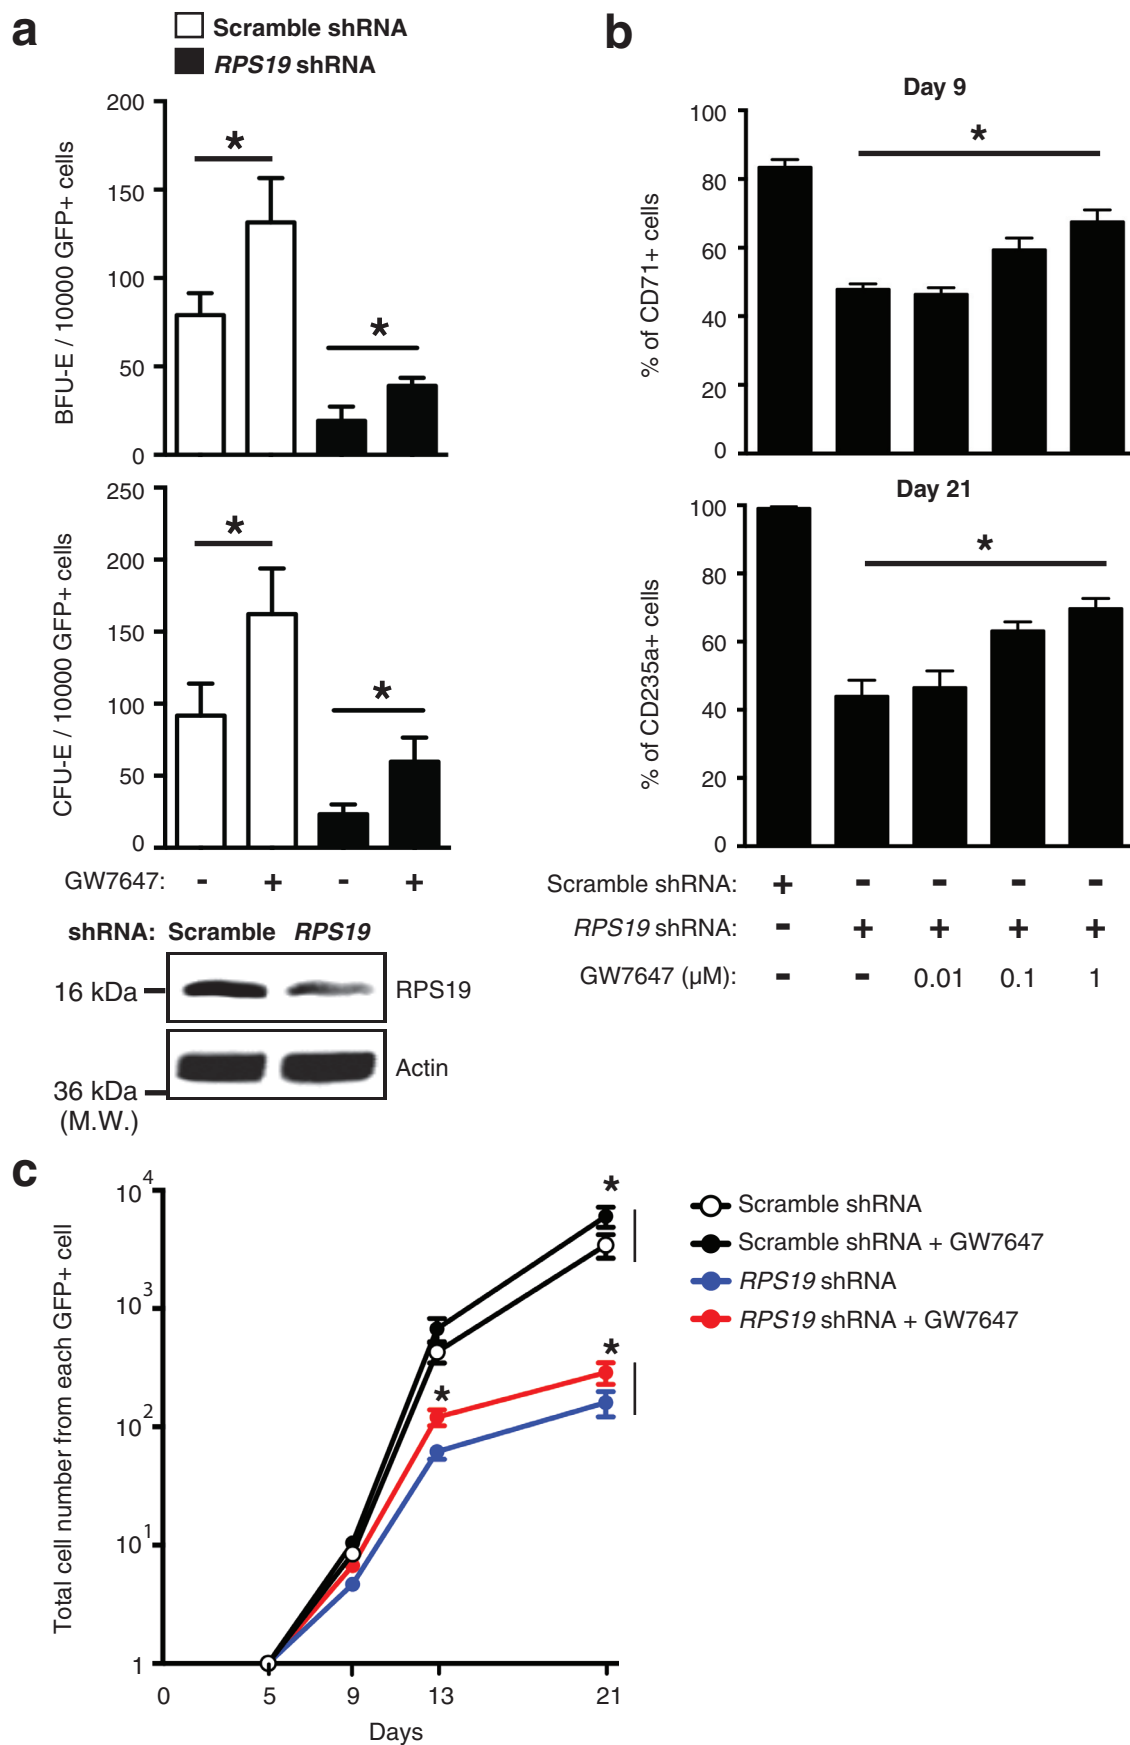 a
Scramble shRNA
RPS19 shRNA
BFU-E / 10000 GFP+ cells
200
150
100
50
0
*
*
CFU-E / 10000 GFP+ cells
250
200
150
100
50
0
*
*
GW7647: - + - +
shRNA: Scramble RPS19
16 kDa
RPS19
Actin
36 kDa
(M.W.)
b
Day 9
% of CD71+ cells
100
80
60
40
20
0
*
Day 21
% of CD235a+ cells
100
80
60
40
20
0
*
Scramble shRNA: + - - - -
RPS19 shRNA: - + + + +
GW7647 (µM): - - 0.01 0.1 1
c
Total cell number from each GFP+ cell
10^4
10^3
10^2
10^1
1
*
*
*
0 5 9 13 21
Days
Scramble shRNA
Scramble shRNA + GW7647
RPS19 shRNA
RPS19 shRNA + GW7647